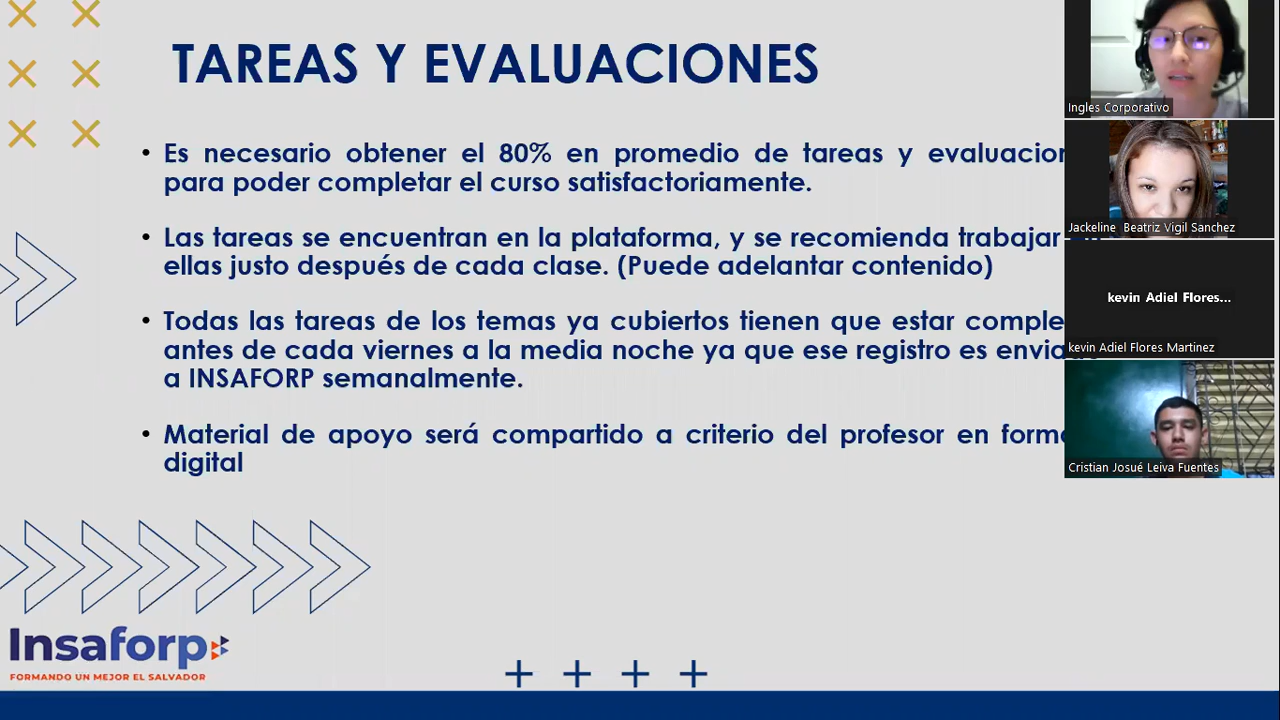 TAREAS Y EVALUACIONES
• Es necesario obtener el 80% en promedio de tareas y evaluacion
para poder completar el curso satisfactoriamente.
• Las tareas se encuentran en la plataforma, y se recomienda trabajar
ellas justo después de cada clase. (Puede adelantar contenido)
• Todas las tareas de los temas ya cubiertos tienen que estar comple
antes de cada viernes a la media noche ya que ese registro es envia
a INSAFORP semanalmente.
• Material de apoyo será compartido a criterio del profesor en forma
digital
Insaforp
FORMANDO UN MEJOR EL SALVADOR
Ingles Corporativo
Jackeline Beatriz Vigil Sanchez
kevin Adiel Flores...
kevin Adiel Flores Martinez
Cristian Josué Leiva Fuentes